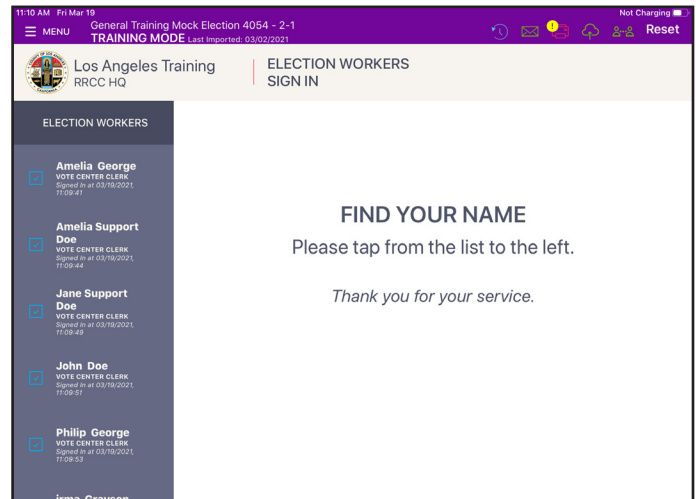 11:10 AM Fri Mar 19
Not Charging
MENU
General Training Mock Election 4054 - 2-1
TRAINING MODE Last Imported: 03/02/2021
Reset
Los Angeles Training
RRCC HQ
ELECTION WORKERS
SIGN IN
ELECTION WORKERS
Amelia George
VOTE CENTER CLERK
Signed In at 03/19/2021,
11:09:41
Amelia Support
Doe
VOTE CENTER CLERK
Signed In at 03/19/2021,
11:09:44
Jane Support
Doe
VOTE CENTER CLERK
Signed In at 03/19/2021,
11:09:49
John Doe
VOTE CENTER CLERK
Signed In at 03/19/2021,
11:09:51
Philip George
VOTE CENTER CLERK
Signed In at 03/19/2021,
11:09:53
irma Grayson
FIND YOUR NAME
Please tap from the list to the left.
Thank you for your service.